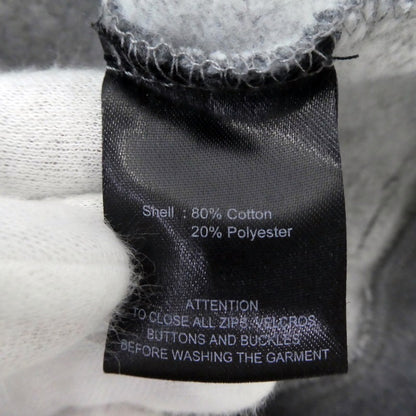 Shell : 80% Cotton
20% Polyester
ATTENTION
TO CLOSE ALL ZIPS, VELCROS,
BUTTONS AND BUCKLES
BEFORE WASHING THE GARMENT